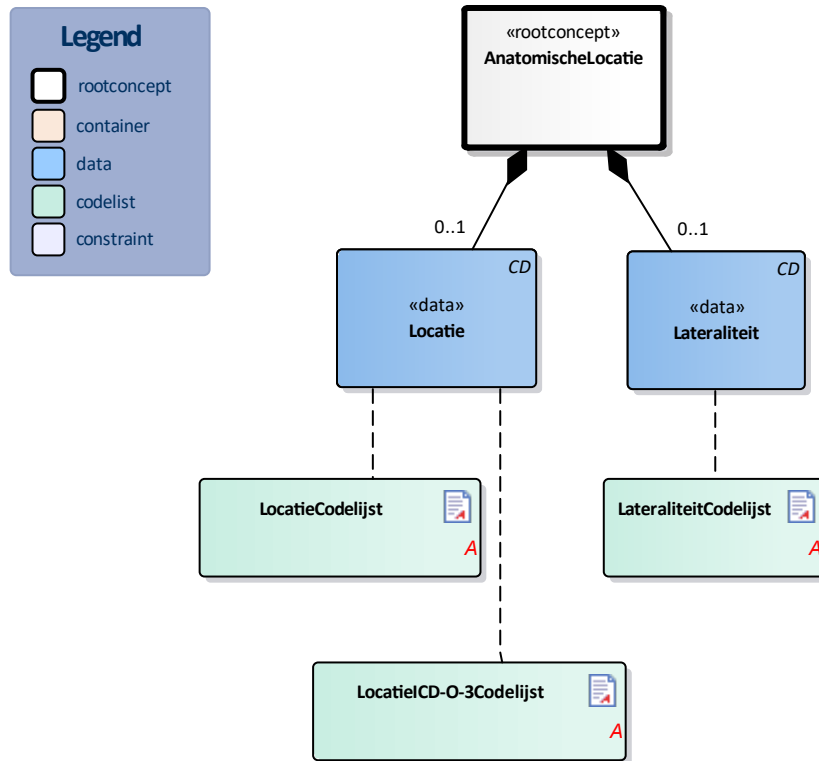 Legend
rootconcept
container
data
codelist
constraint
«rootconcept»
AnatomischeLocatie
0..1
0..1
CD
«data»
Locatie
CD
«data»
Lateraliteit
LocatieCodelijst
A
LateraliteitCodelijst
A
LocatieICD-O-3Codelijst
A